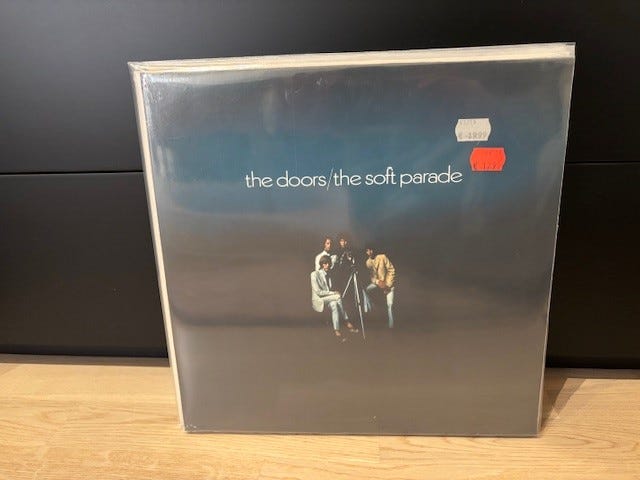 the doors/the soft parade